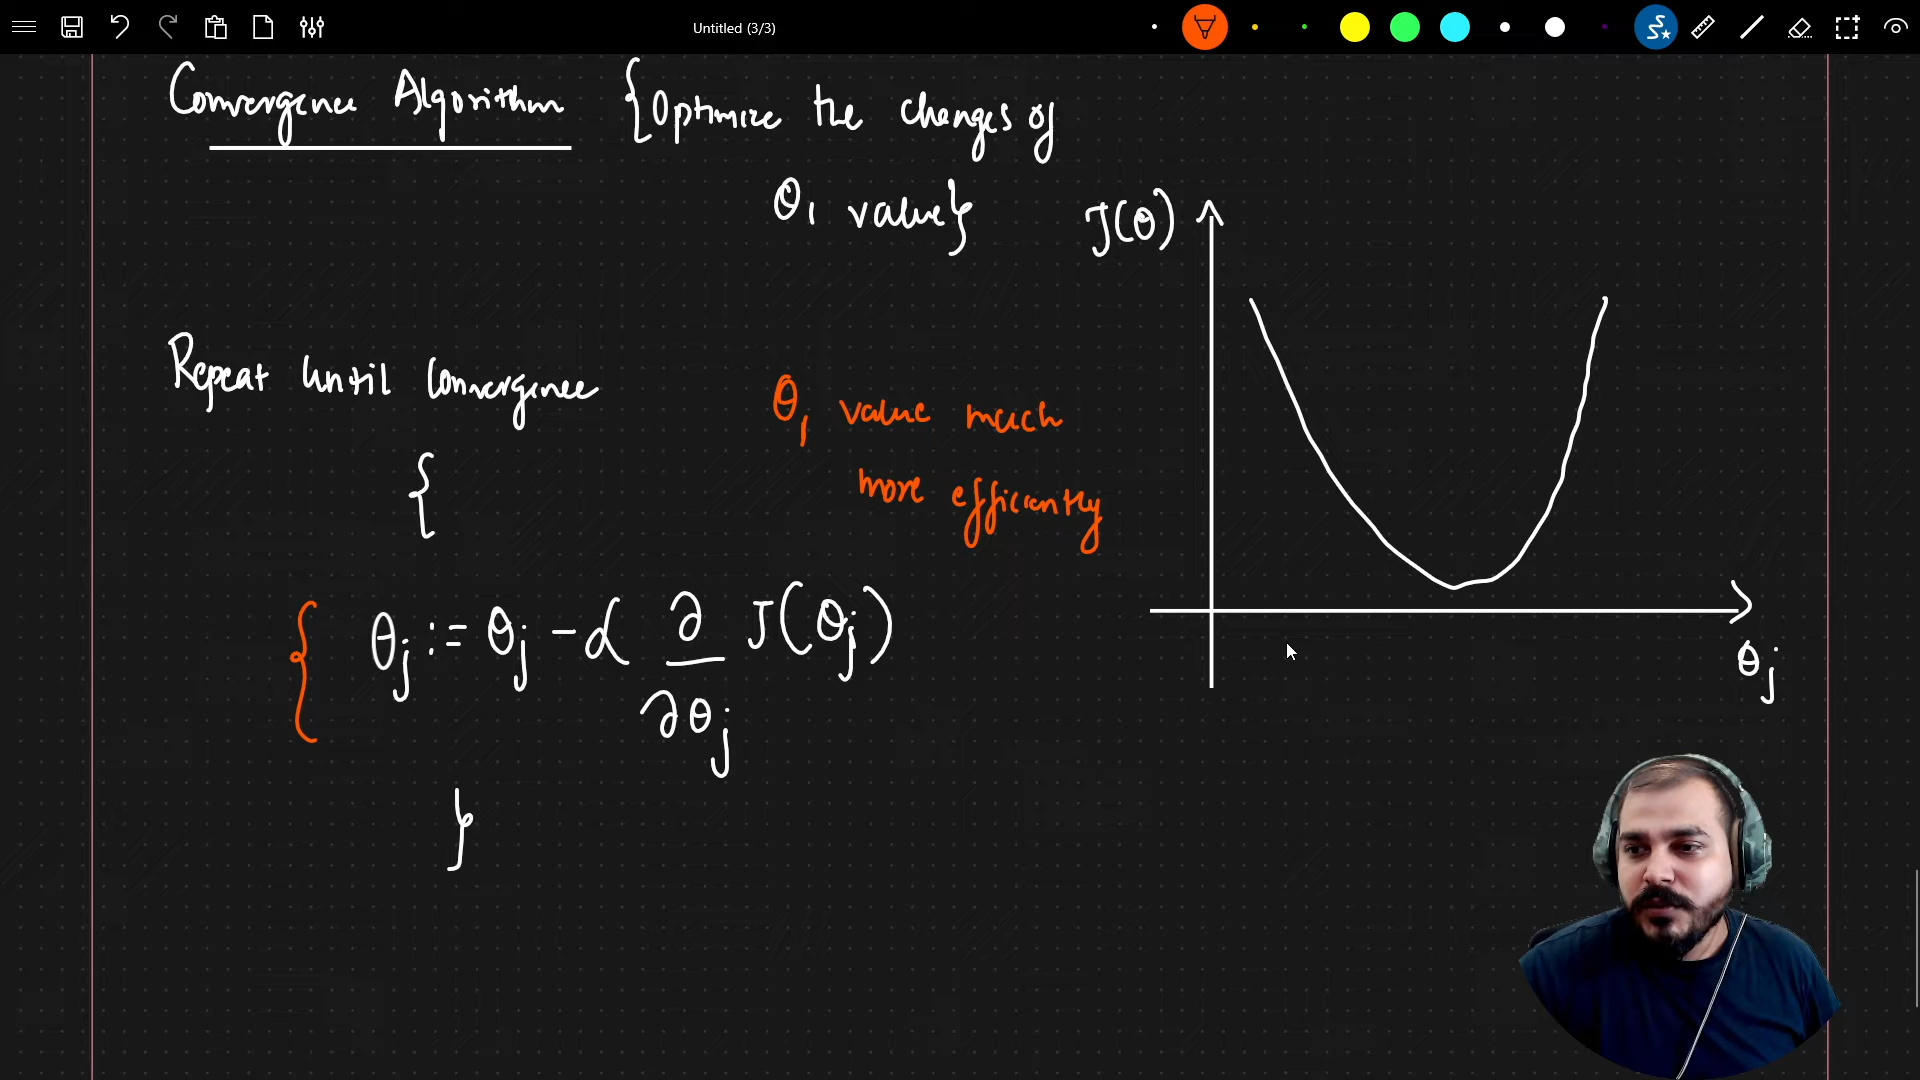 Untitled (3/3)
Convergence Algorithm { Optimize the changes of
θ₁ value}
J(θ)
Repeat until convergence
{
θ₁ value much
more efficiently
{ θj := θj - α ∂/∂θj J(θj)
}
θj